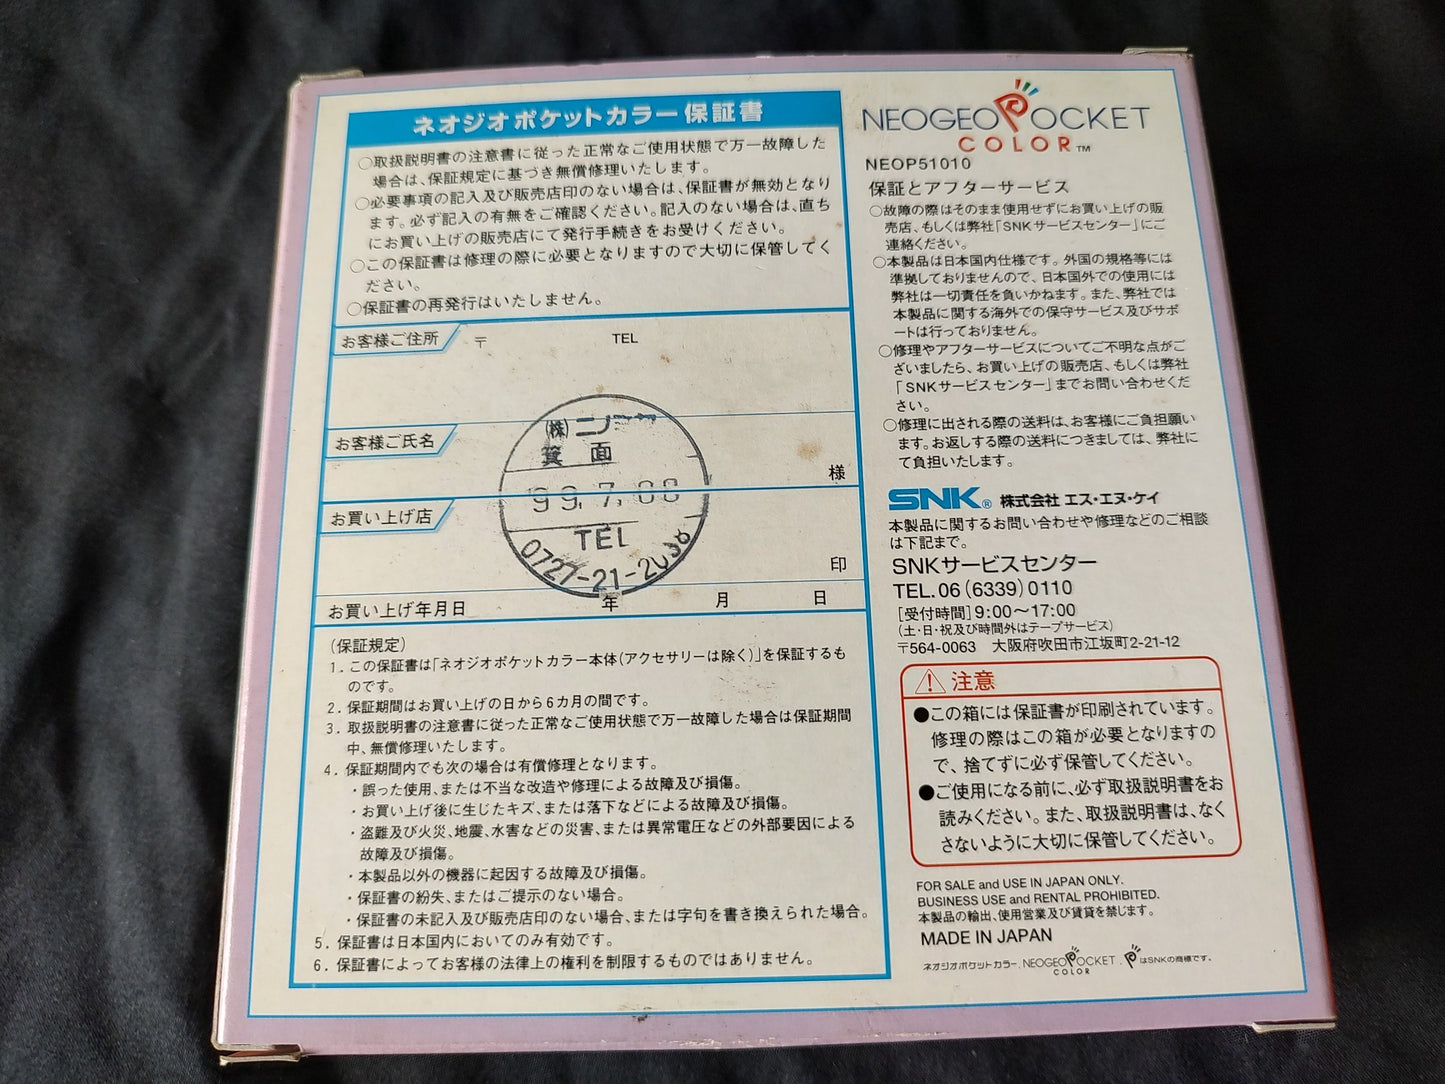 ネオジオポケットカラー保証書
○取扱説明書の注意書に従った正常なご使用状態で万一故障した
場合は、保証規定に基づき無償修理いたします。
○必要事項の記入及び販売店印のない場合は、保証書が無効となり
ます。必ず記入の有無をご確認ください。記入のない場合は、直ち
にお買い上げの販売店にて発行手続きをお受けください。
○この保証書は修理の際に必要となりますので大切に保管してく
ださい。
○保証書の再発行はいたしません。
お客様ご住所 〒 TEL
お客様ご氏名 様
お買い上げ店 印
(株)
箕面
99.7.
TEL
0727-21-
お買い上げ年月日 年 月 日
(保証規定)
1. この保証書は「ネオジオポケットカラー本体(アクセサリーは除く)」を保証するも
のです。
2. 保証期間はお買い上げの日から6カ月の間です。
3. 取扱説明書の注意書に従った正常なご使用状態で万一故障した場合は保証期間
中、無償修理いたします。
4. 保証期間内でも次の場合は有償修理となります。
・誤った使用、または不当な改造や修理による故障及び損傷。
・お買い上げ後に生じたキズ、または落下などによる故障及び損傷。
・盗難及び火災、地震、水害などの災害、または異常電圧などの外部要因による
故障及び損傷。
・本製品以外の機器に起因する故障及び損傷。
・保証書の紛失、またはご提示のない場合。
・保証書の未記入及び販売店印のない場合、または字句を書き換えられた場合。
5. 保証書は日本国内においてのみ有効です。
6. 保証書によってお客様の法律上の権利を制限するものではありません。
NEOGEO POCKET
COLOR™
NEOP51010
保証とアフターサービス
○故障の際はそのまま使用せずにお買い上げの販
売店、もしくは弊社「SNKサービスセンター」にご
連絡ください。
○本製品は日本国内仕様です。外国の規格等には
準拠しておりませんので、日本国外での使用には
弊社は一切責任を負いかねます。また、弊社では
本製品に関する海外での保守サービス及びサポ
ートは行っておりません。
○修理やアフターサービスについてご不明な点がご
ざいましたら、お買い上げの販売店、もしくは弊社
「SNKサービスセンター」までお問い合わせくだ
さい。
○修理に出される際の送料は、お客様にご負担願い
ます。お返しする際の送料につきましては、弊社に
て負担いたします。
SNK® 株式会社 エス・エヌ・ケイ
本製品に関するお問い合わせや修理などのご相談
は下記まで。
SNKサービスセンター
TEL.06(6339)0110
[受付時間]9:00〜17:00
(土・日・祝及び時間外はテープサービス)
〒564-0063 大阪府吹田市江坂町2-21-12
注意
●この箱には保証書が印刷されています。
修理の際はこの箱が必要となりますの
で、捨てずに必ず保管してください。
●ご使用になる前に、必ず取扱説明書をお
読みください。また、取扱説明書は、なく
さないように大切に保管してください。
FOR SALE and USE IN JAPAN ONLY.
BUSINESS USE and RENTAL PROHIBITED.
本製品の輸出、使用営業及び賃貸を禁じます。
MADE IN JAPAN
ネオジオポケットカラー、NEOGEO POCKET COLOR、PはSNKの商標です。